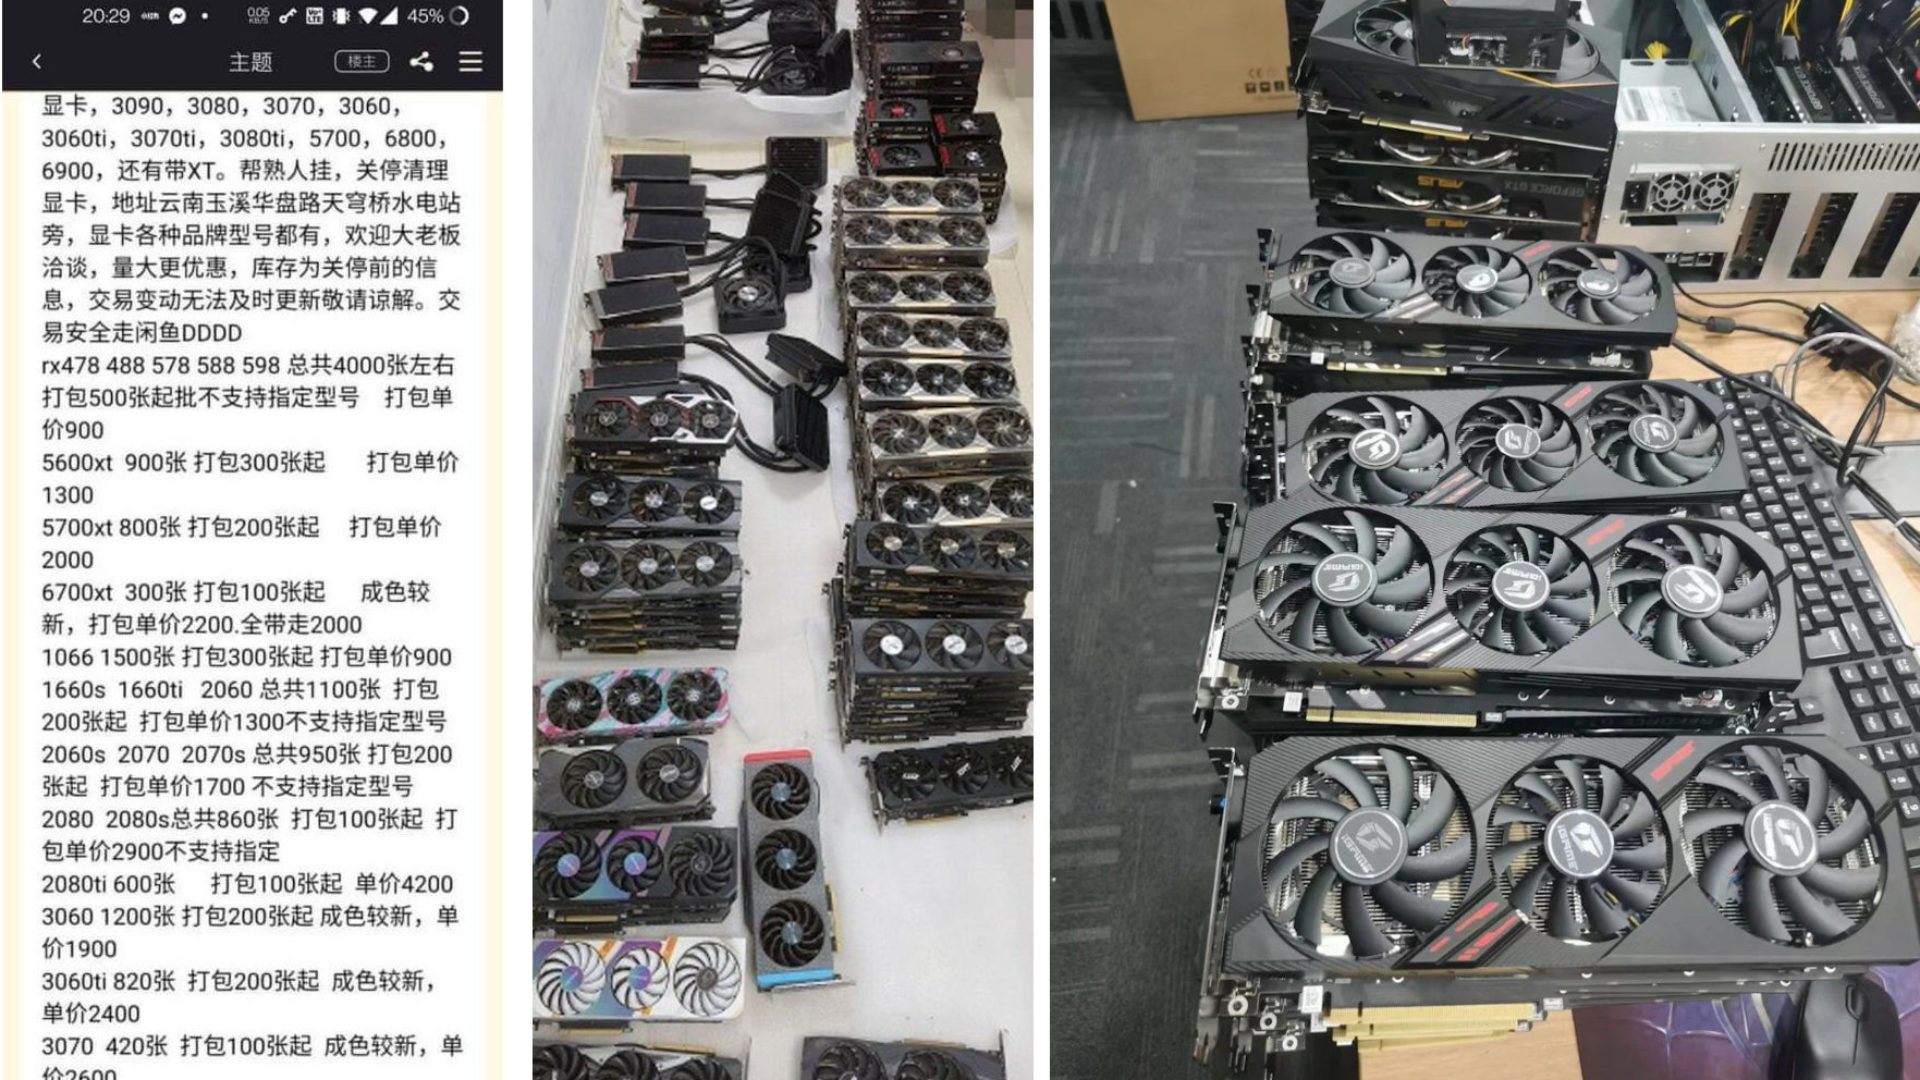 20:29
0.05 KB/S
45%
主题
楼主
显卡，3090，3080，3070，3060，
3060ti，3070ti，3080ti，5700，6800，
6900，还有带XT。帮熟人挂，关停清理
显卡，地址云南玉溪华盘路天穹桥水电站
旁，显卡各种品牌型号都有，欢迎大老板
洽谈，量大更优惠，库存为关停前的信
息，交易变动无法及时更新敬请谅解。交
易安全走闲鱼DDDD
rx478 488 578 588 598 总共4000张左右
打包500张起批不支持指定型号 打包单
价900
5600xt 900张 打包300张起 打包单价
1300
5700xt 800张 打包200张起 打包单价
2000
6700xt 300张 打包100张起 成色较
新，打包单价2200.全带走2000
1066 1500张 打包300张起 打包单价900
1660s 1660ti 2060 总共1100张 打包
200张起 打包单价1300不支持指定型号
2060s 2070 2070s 总共950张 打包200
张起 打包单价1700 不支持指定型号
2080 2080s总共860张 打包100张起 打
包单价2900不支持指定
2080ti 600张 打包100张起 单价4200
3060 1200张 打包200张起 成色较新，单
价1900
3060ti 820张 打包200张起 成色较新，
单价2400
3070 420张 打包100张起 成色较新，单
价2600
ASUS
GEFORCE GTX
ASUS